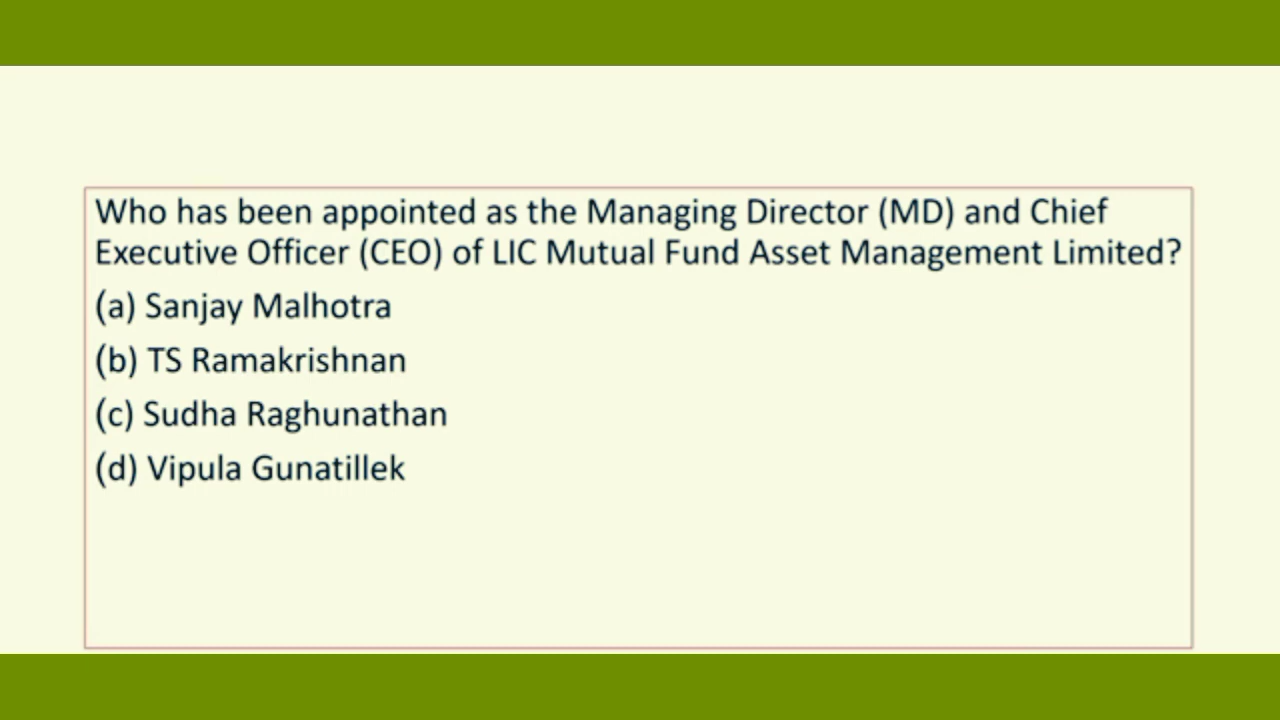 Who has been appointed as the Managing Director (MD) and Chief
Executive Officer (CEO) of LIC Mutual Fund Asset Management Limited?
(a) Sanjay Malhotra
(b) TS Ramakrishnan
(c) Sudha Raghunathan
(d) Vipula Gunatillek